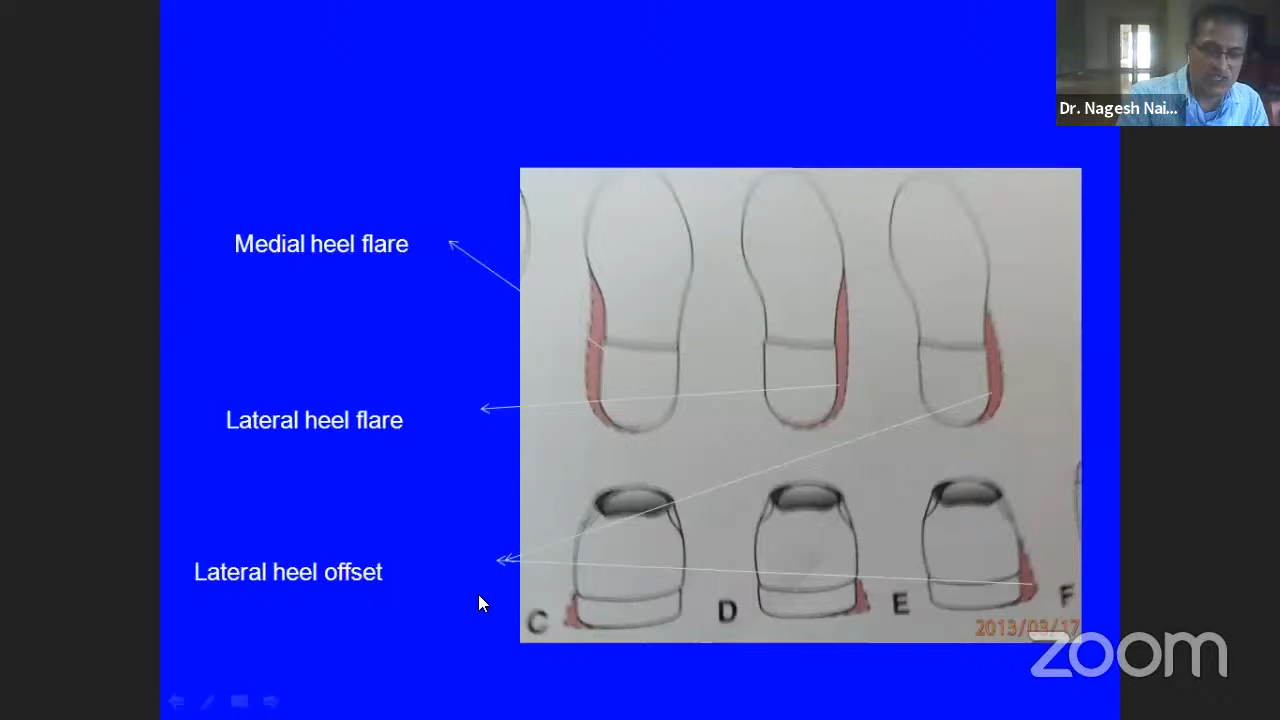 Dr. Nagesh Nai...
Medial heel flare
Lateral heel flare
Lateral heel offset
C
D
E
F
2013/03/17
zoom